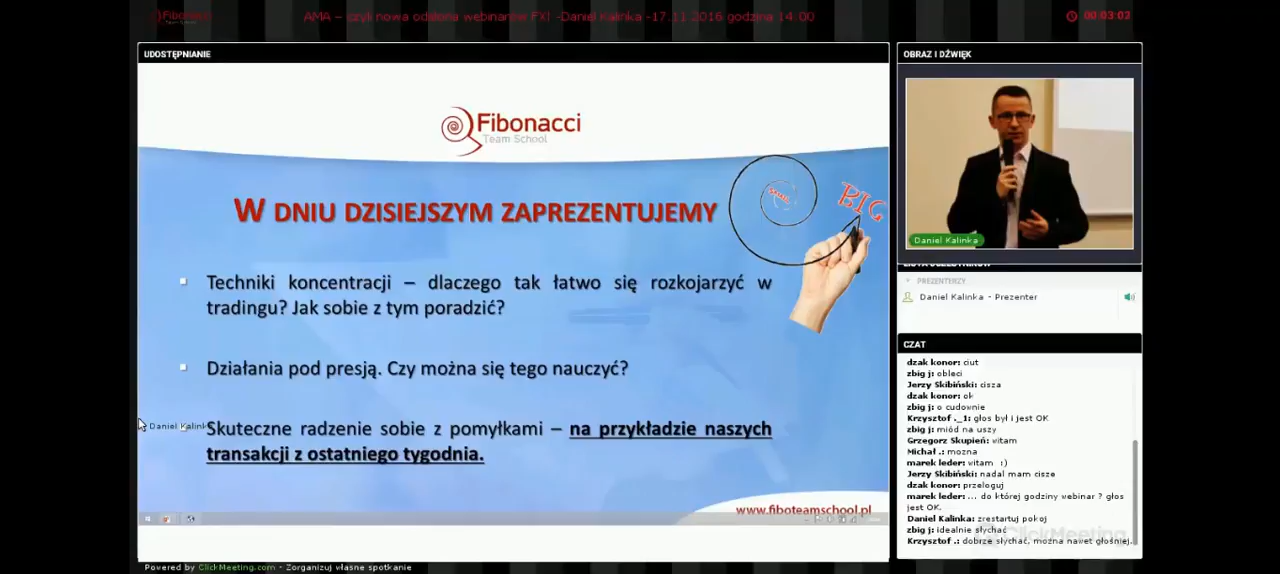 Fibonacci
AMA – czyli nowa odsłona webinarów FX! -Daniel Kalinka -17.11 2016 godzina 14:00
00:03:02
UDOSTĘPNIANIE
Fibonacci
Team School
W DNIU DZISIEJSZYM ZAPREZENTUJEMY
BIG
Techniki koncentracji – dlaczego tak łatwo się rozkojarzyć w
tradingu? Jak sobie z tym poradzić?
Działania pod presją. Czy można się tego nauczyć?
Daniel Kalinka
Skuteczne radzenie sobie z pomyłkami – na przykładzie naszych
transakcji z ostatniego tygodnia.
www.fiboteamschool.pl
OBRAZ I DŹWIĘK
Daniel Kalinka
LISTA UCZESTNIKÓW
PREZENTERZY
Daniel Kalinka - Prezenter
CZAT
dzak konor: ciut
zbig j: obleci
Jerzy Skibiński: cisza
dzak konor: ok
zbig j: o cudownie
Krzysztof ._1: głos był i jest OK
zbig j: miód na uszy
Grzegorz Skupień: witam
Michał .: mozna
marek leder: witam :)
Jerzy Skibiński: nadal mam cisze
dzak konor: przeloguj
marek leder: ... do której godziny webinar ? głos
jest OK.
Daniel Kalinka: zrestartuj pokoj
zbig j: idealnie słychać
Krzysztof .: dobrze słychać, można nawet głośniej.
ClickMeeting
Powered by ClickMeeting.com - Zorganizuj własne spotkanie